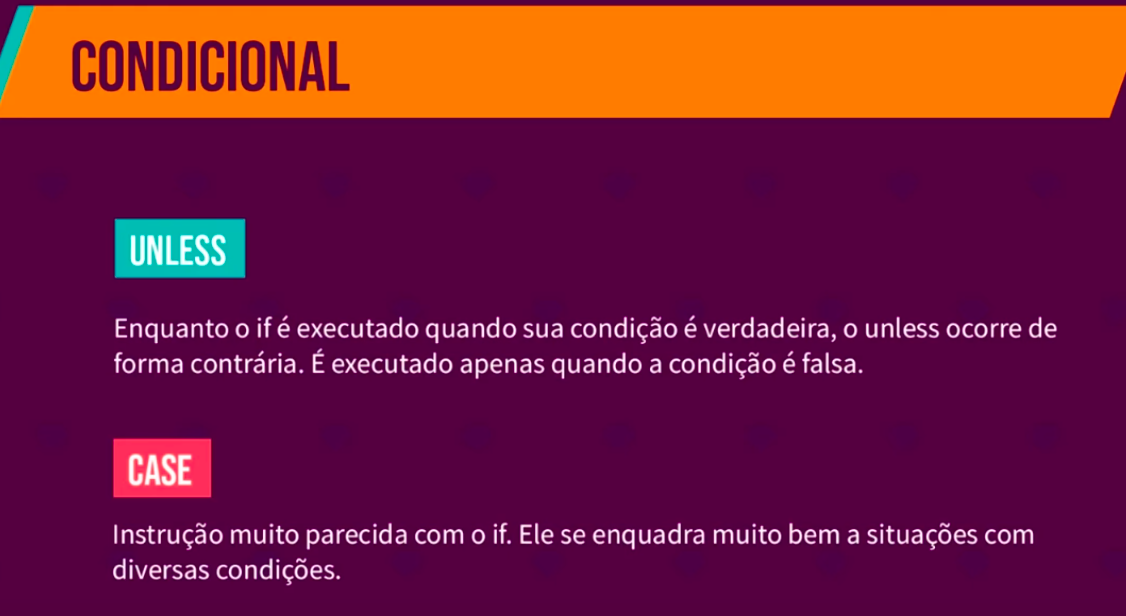 CONDICIONAL
UNLESS
Enquanto o if é executado quando sua condição é verdadeira, o unless ocorre de
forma contrária. É executado apenas quando a condição é falsa.
CASE
Instrução muito parecida com o if. Ele se enquadra muito bem a situações com
diversas condições.